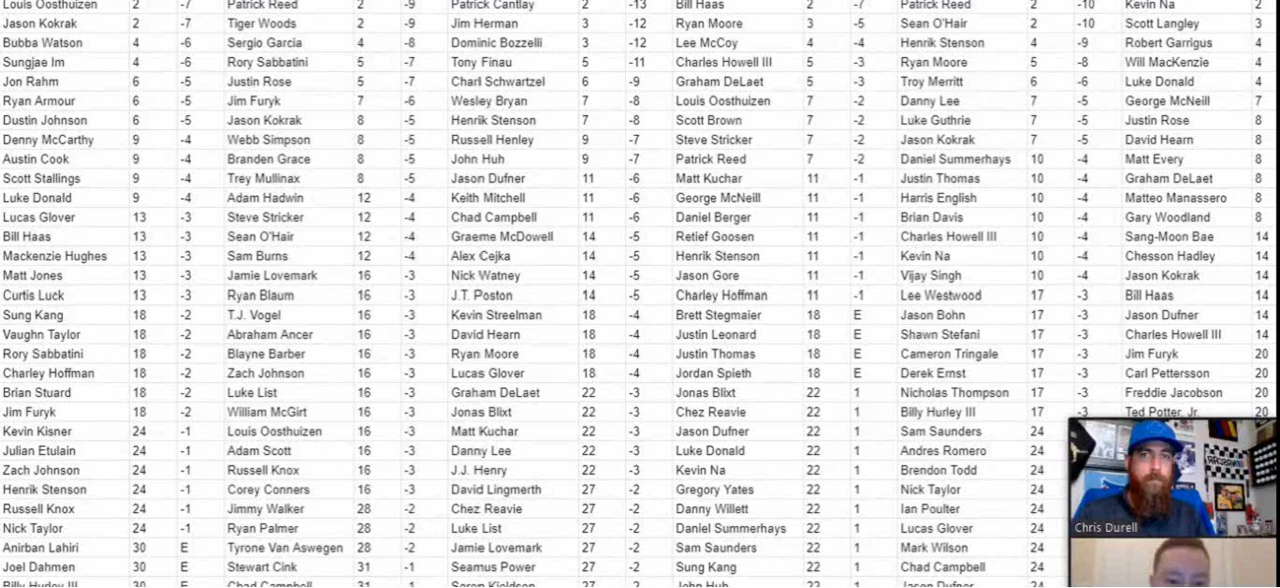 Louis Oosthuizen 2 -7 Patrick Reed 2 -9 Patrick Cantlay 2 -13 Bill Haas 2 -7 Patrick Reed 2 -10 Kevin Na 2
Jason Kokrak 2 -7 Tiger Woods 2 -9 Jim Herman 3 -12 Ryan Moore 3 -5 Sean O'Hair 2 -10 Scott Langley 3
Bubba Watson 4 -6 Sergio Garcia 4 -8 Dominic Bozzelli 3 -12 Lee McCoy 4 -4 Henrik Stenson 4 -9 Robert Garrigus 4
Sungjae Im 4 -6 Rory Sabbatini 5 -7 Tony Finau 5 -11 Charles Howell III 5 -3 Ryan Moore 5 -8 Will MacKenzie 4
Jon Rahm 6 -5 Justin Rose 5 -7 Charl Schwartzel 6 -9 Graham DeLaet 5 -3 Troy Merritt 6 -6 Luke Donald 4
Ryan Armour 6 -5 Jim Furyk 7 -6 Wesley Bryan 7 -8 Louis Oosthuizen 7 -2 Danny Lee 7 -5 George McNeill 7
Dustin Johnson 6 -5 Jason Kokrak 8 -5 Henrik Stenson 7 -8 Scott Brown 7 -2 Luke Guthrie 7 -5 Justin Rose 8
Denny McCarthy 9 -4 Webb Simpson 8 -5 Russell Henley 9 -7 Steve Stricker 7 -2 Jason Kokrak 7 -5 David Hearn 8
Austin Cook 9 -4 Branden Grace 8 -5 John Huh 9 -7 Patrick Reed 7 -2 Daniel Summerhays 10 -4 Matt Every 8
Scott Stallings 9 -4 Trey Mullinax 8 -5 Jason Dufner 11 -6 Matt Kuchar 11 -1 Justin Thomas 10 -4 Graham DeLaet 8
Luke Donald 9 -4 Adam Hadwin 12 -4 Keith Mitchell 11 -6 George McNeill 11 -1 Harris English 10 -4 Matteo Manassero 8
Lucas Glover 13 -3 Steve Stricker 12 -4 Chad Campbell 11 -6 Daniel Berger 11 -1 Brian Davis 10 -4 Gary Woodland 8
Bill Haas 13 -3 Sean O'Hair 12 -4 Graeme McDowell 14 -5 Retief Goosen 11 -1 Charles Howell III 10 -4 Sang-Moon Bae 14
Mackenzie Hughes 13 -3 Sam Burns 12 -4 Alex Cejka 14 -5 Henrik Stenson 11 -1 Kevin Na 10 -4 Chesson Hadley 14
Matt Jones 13 -3 Jamie Lovemark 16 -3 Nick Watney 14 -5 Jason Gore 11 -1 Vijay Singh 10 -4 Jason Kokrak 14
Curtis Luck 13 -3 Ryan Blaum 16 -3 J.T. Poston 14 -5 Charley Hoffman 11 -1 Lee Westwood 17 -3 Bill Haas 14
Sung Kang 18 -2 T.J. Vogel 16 -3 Kevin Streelman 18 -4 Brett Stegmaier 18 E Jason Bohn 17 -3 Jason Dufner 14
Vaughn Taylor 18 -2 Abraham Ancer 16 -3 David Hearn 18 -4 Justin Leonard 18 E Shawn Stefani 17 -3 Charles Howell III 14
Rory Sabbatini 18 -2 Blayne Barber 16 -3 Ryan Moore 18 -4 Justin Thomas 18 E Cameron Tringale 17 -3 Jim Furyk 20
Charley Hoffman 18 -2 Zach Johnson 16 -3 Lucas Glover 18 -4 Jordan Spieth 18 E Derek Ernst 17 -3 Carl Pettersson 20
Brian Stuard 18 -2 Luke List 16 -3 Graham DeLaet 22 -3 Jonas Blixt 22 1 Nicholas Thompson 17 -3 Freddie Jacobson 20
Jim Furyk 18 -2 William McGirt 16 -3 Jonas Blixt 22 -3 Chez Reavie 22 1 Billy Hurley III 17 -3 Ted Potter, Jr. 20
Kevin Kisner 24 -1 Louis Oosthuizen 16 -3 Matt Kuchar 22 -3 Jason Dufner 22 1 Sam Saunders 24
Julian Etulain 24 -1 Adam Scott 16 -3 Danny Lee 22 -3 Luke Donald 22 1 Andres Romero 24
Zach Johnson 24 -1 Russell Knox 16 -3 J.J. Henry 22 -3 Kevin Na 22 1 Brendon Todd 24
Henrik Stenson 24 -1 Corey Conners 16 -3 David Lingmerth 27 -2 Gregory Yates 22 1 Nick Taylor 24
Russell Knox 24 -1 Jimmy Walker 28 -2 Chez Reavie 27 -2 Danny Willett 22 1 Ian Poulter 24
Nick Taylor 24 -1 Ryan Palmer 28 -2 Luke List 27 -2 Daniel Summerhays 22 1 Lucas Glover 24
Anirban Lahiri 30 E Tyrone Van Aswegen 28 -2 Jamie Lovemark 27 -2 Sam Saunders 22 1 Mark Wilson 24
Joel Dahmen 30 E Stewart Cink 31 -1 Seamus Power 27 -2 Sung Kang 22 1 Chad Campbell 24
Billy Hurley III 30 E Chad Campbell 31 -1 Soren Kjeldsen 27 -2 John Huh 22 1 Jason Dufner 24
NASCAR
Chris Durell